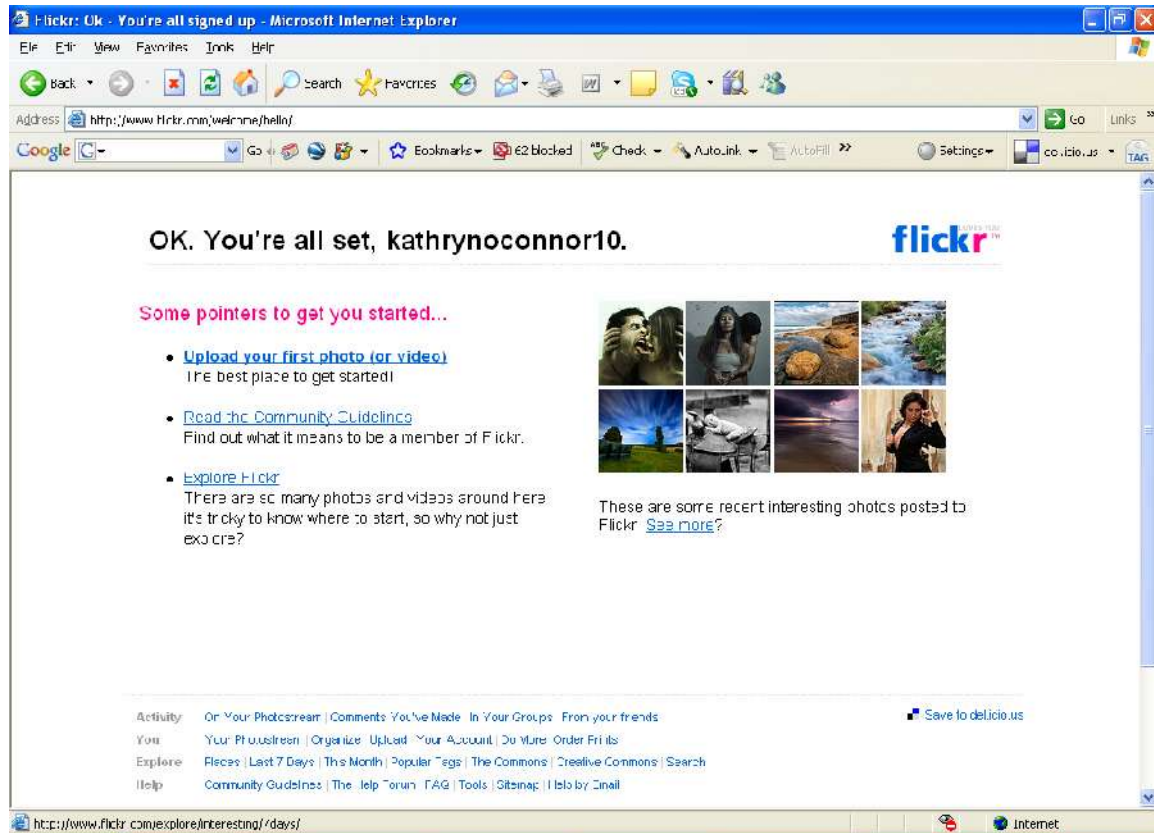 Flickr: Ok - You're all signed up - Microsoft Internet Explorer
File Edit View Favorites Tools Help
Back Search Favorites
Address http://www.flickr.com/welcome/hello/ Go Links
Google G Go Bookmarks 62 blocked Check AutoLink AutoFill Settings del.icio.us TAG
OK. You're all set, kathrynoconnor10.
flickr
Some pointers to get you started...
Upload your first photo (or video)
The best place to get started!
Read the Community Guidelines
Find out what it means to be a member of Flickr.
Explore Flickr
There are so many photos and videos around here
it's tricky to know where to start, so why not just
explore?
These are some recent interesting photos posted to
Flickr. See more?
Activity On Your Photostream | Comments You've Made | In Your Groups | From your friends
You Your Photostream | Organize | Upload | Your Account | Do More | Order Prints
Explore Places | Last 7 Days | This Month | Popular Tags | The Commons | Creative Commons | Search
Help Community Guidelines | The Help Forum | FAQ | Tools | Sitemap | Help by Email
Save to del.icio.us
http://www.flickr.com/explore/interesting/7days/ Internet